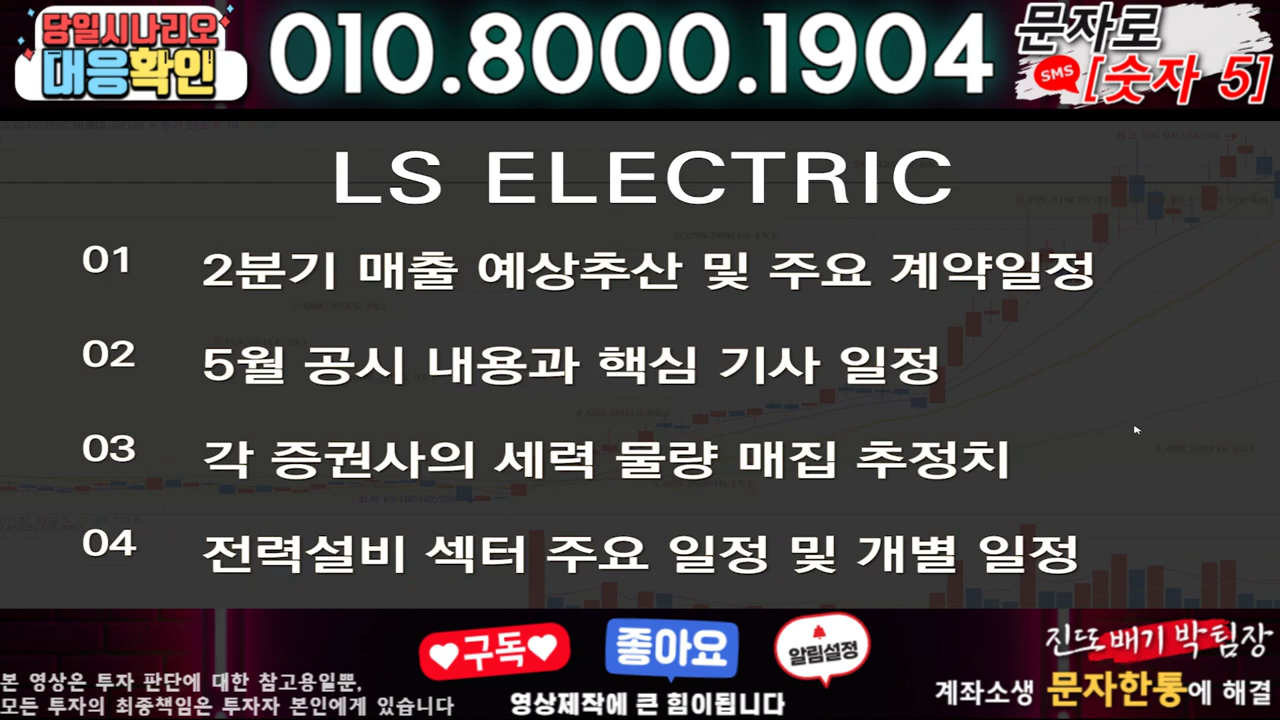 당일시나리오
대응확인
010.8000.1904
문자로
SMS [숫자 5]
LS ELECTRIC
01 2분기 매출 예상추산 및 주요 계약일정
02 5월 공시 내용과 핵심 기사 일정
03 각 증권사의 세력 물량 매집 추정치
04 전력설비 섹터 주요 일정 및 개별 일정
구독
좋아요
알림설정
영상제작에 큰 힘이됩니다
본 영상은 투자 판단에 대한 참고용일뿐,
모든 투자의 최종책임은 투자자 본인에게 있습니다
진또배기 박팀장
계좌소생 문자한통에 해결